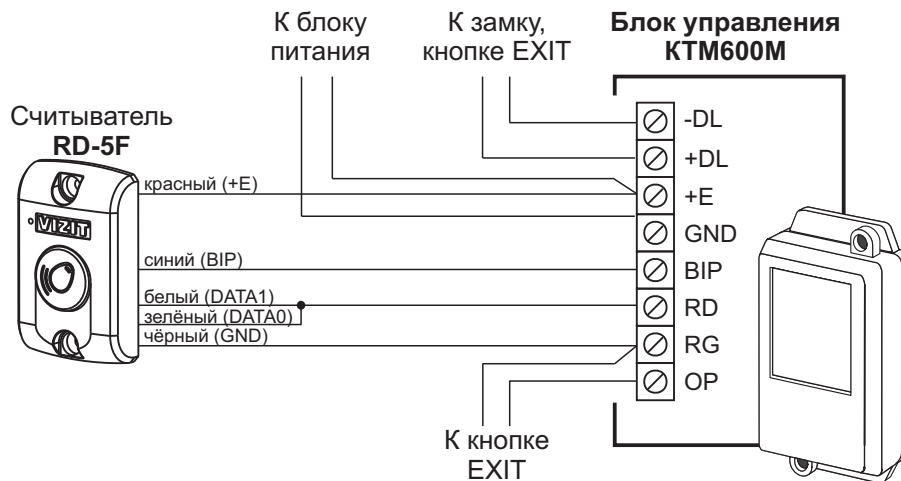 К блоку
питания
К замку,
кнопке EXIT
Блок управления
КТМ600М
Считыватель
RD-5F
VIZIT
красный (+E)
синий (BIP)
белый (DATA1)
зелёный (DATA0)
чёрный (GND)
-DL
+DL
+E
GND
BIP
RD
RG
OP
К кнопке
EXIT